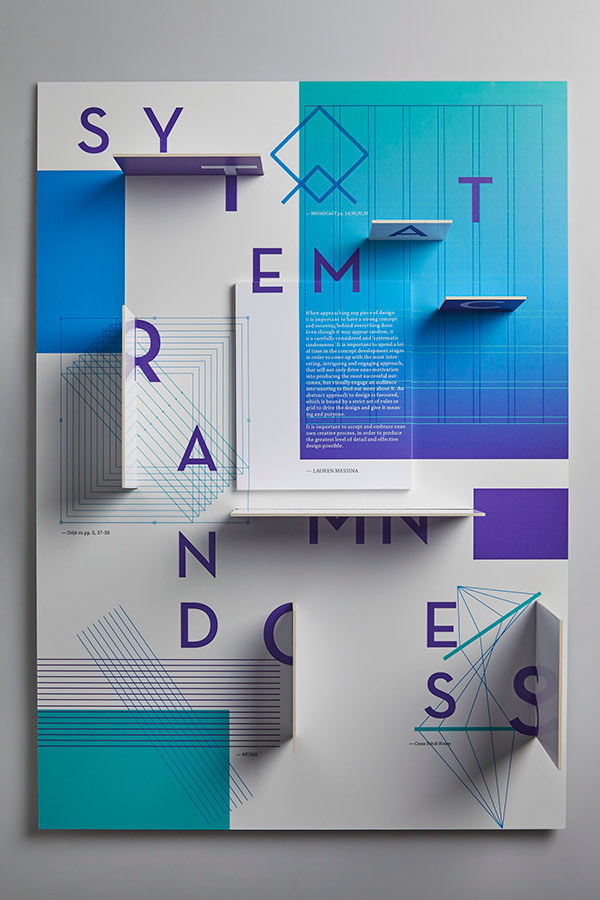 S Y
T
T
— BROADCAST pg.
A
E M
C
When approaching any piece of design
it is important to have a strong concept
and meaning behind everything done.
Even though it may appear random, it
is a carefully considered and 'systematic
randomness.' It is important to spend a lot
of time in the concept development stages
in order to come up with the most inter-
esting, intriguing and engaging approach,
that will not only drive ones motivation
into producing the most successful out-
comes, but visually engage an audience
into wanting to find out more about it. An
abstract approach to design is favoured,
which is bound by a strict set of rules or
grid to drive the design and give it mean-
ing and purpose.
It is important to accept and embrace ones
own creative process, in order to produce
the greatest level of detail and effective
design possible.
— LAUREN MESSINA
R
A
— Déjà vu pg. 5, 37-38
M N
N
D O
E
S S
— Cross Stitch